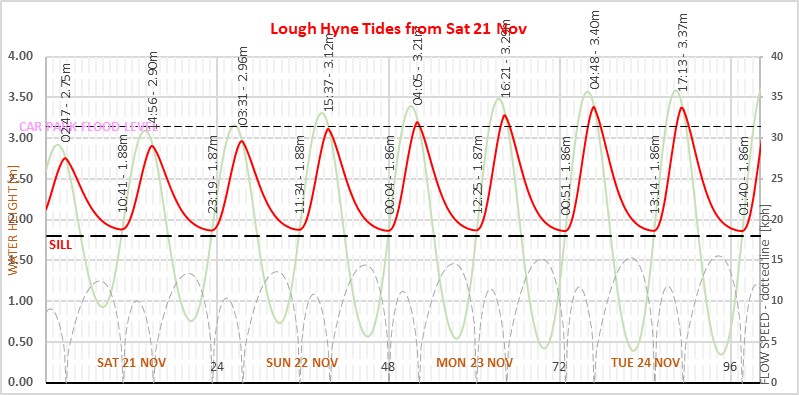 Lough Hyne Tides from Sat 21 Nov
4.00
3.50
3.00
2.50
2.00
1.50
1.00
0.50
0.00
WATER HEIGHT [m]
CAR PARK FLOOD LEVEL
SILL
02:47 - 2.75m
10:41 - 1.88m
14:56 - 2.90m
23:19 - 1.87m
03:31 - 2.96m
11:34 - 1.88m
15:37 - 3.12m
00:04 - 1.86m
04:05 - 3.21m
12:25 - 1.87m
16:21 - 3.28m
00:51 - 1.86m
04:48 - 3.40m
13:14 - 1.86m
17:13 - 3.37m
01:40 - 1.86m
SAT 21 NOV
24
SUN 22 NOV
48
MON 23 NOV
72
TUE 24 NOV
96
40
35
30
25
20
15
10
5
0
FLOW SPEED - dotted line [kph]